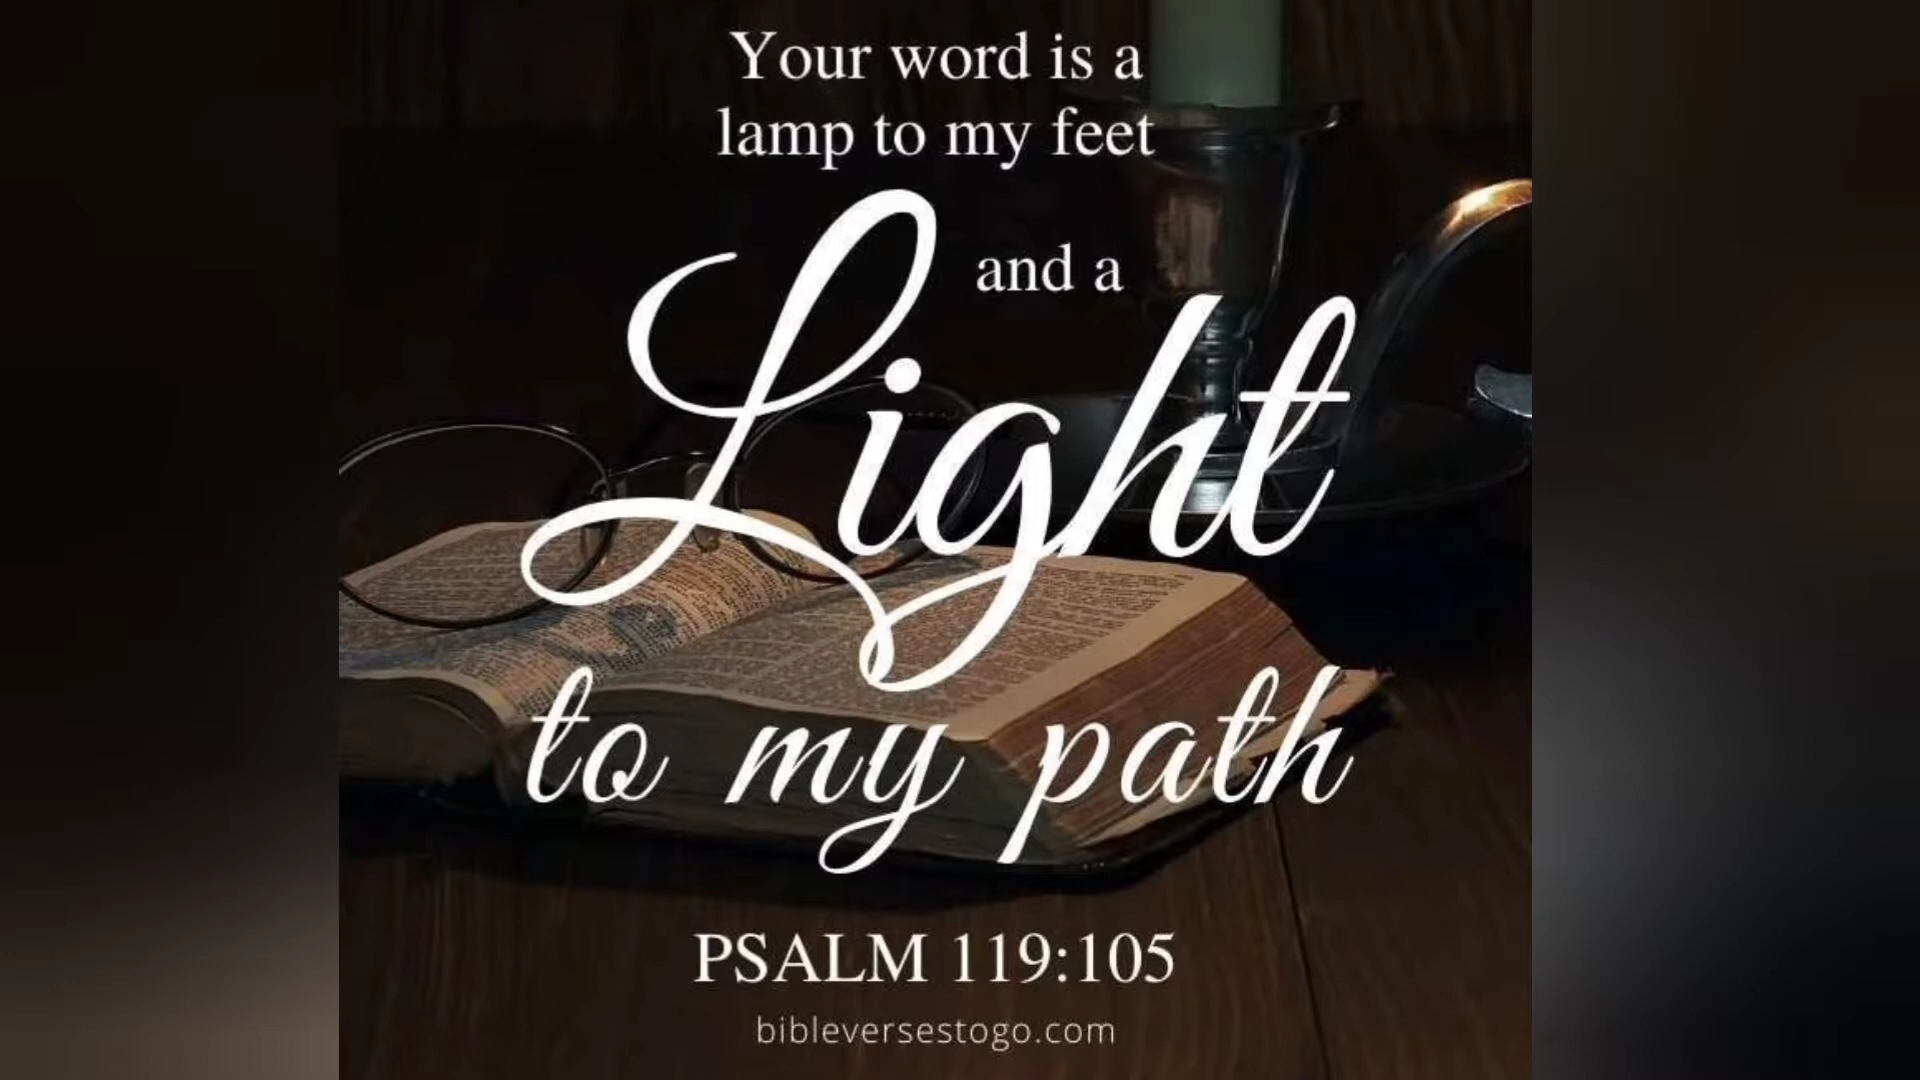 Your word is a
lamp to my feet
and a
Light
to my path
PSALM 119:105
bibleversestogo.com